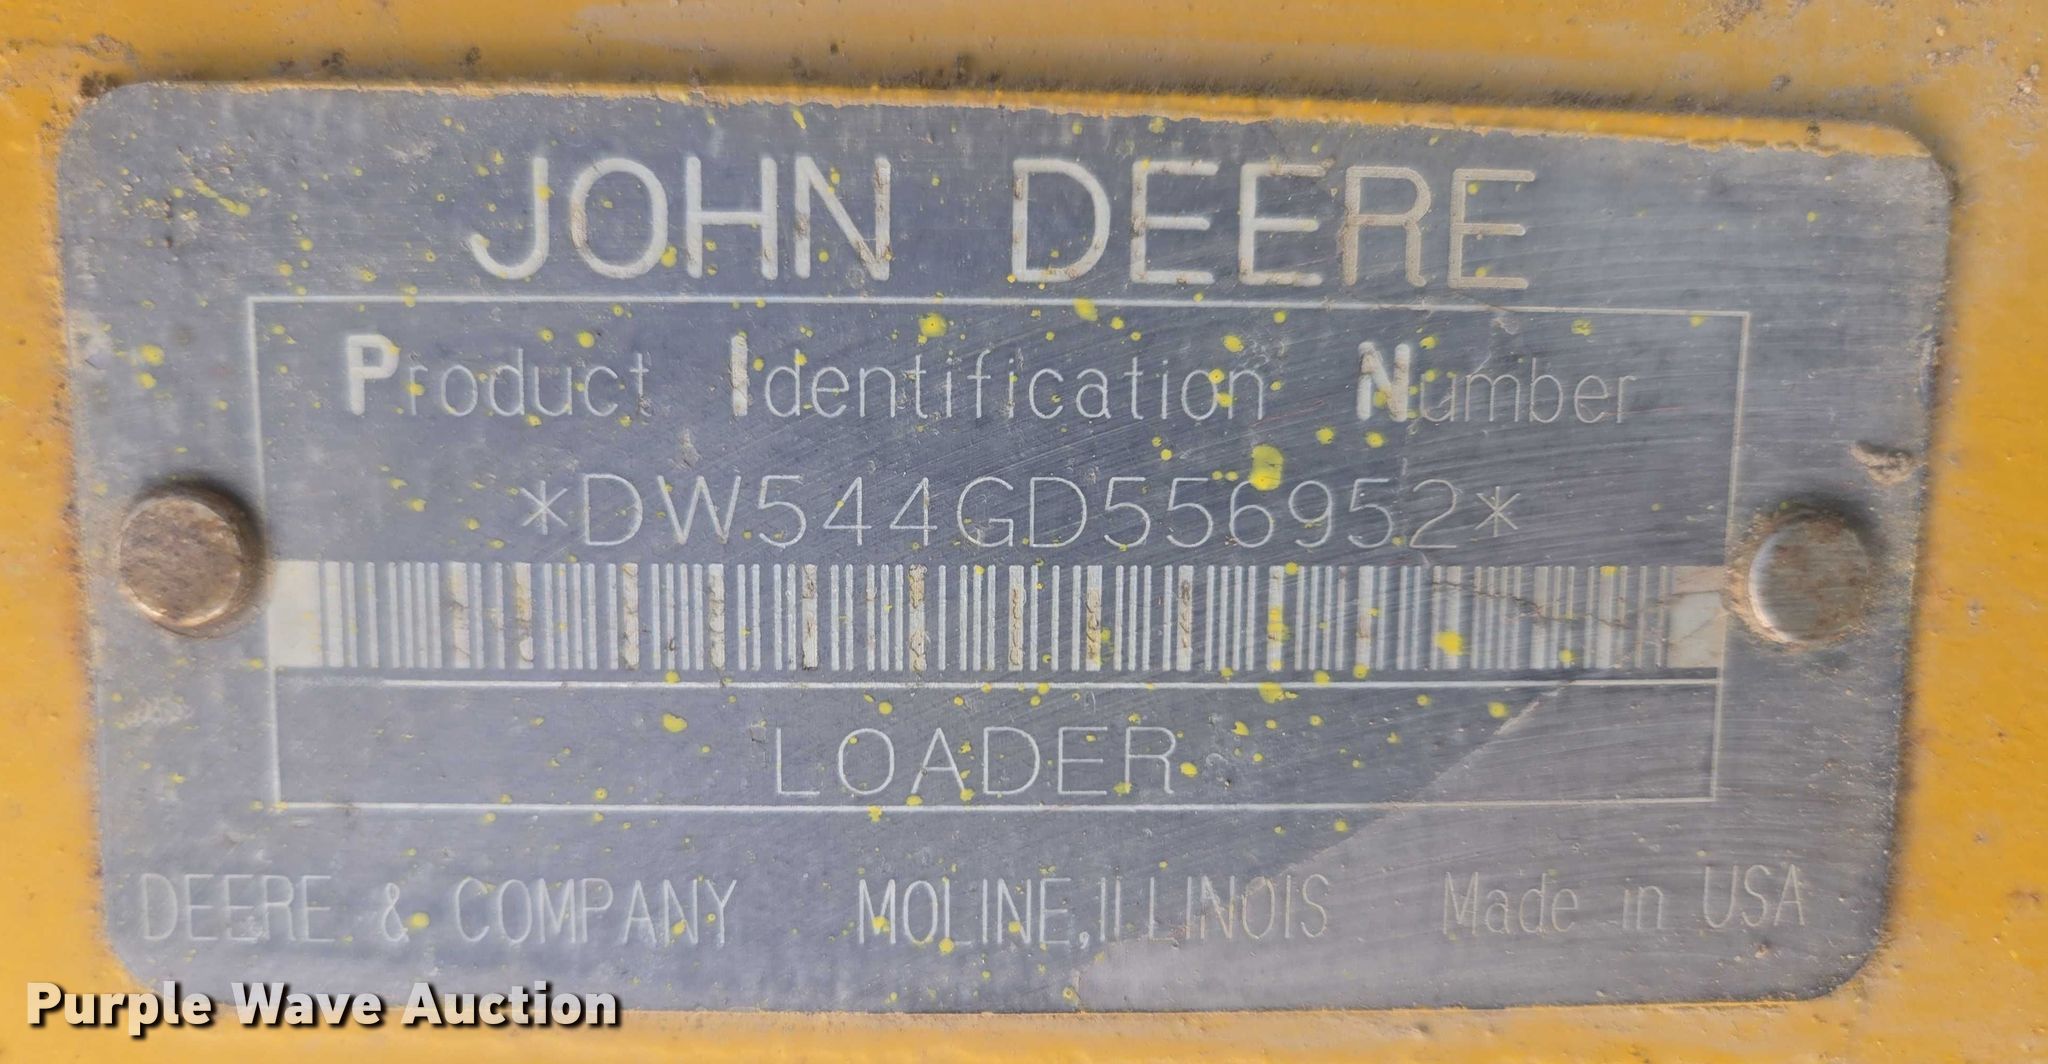 JOHN DEERE
Product Identification Number
*DW544GD556952*
LOADER
DEERE & COMPANY MOLINE, ILLINOIS Made in USA
Purple Wave Auction